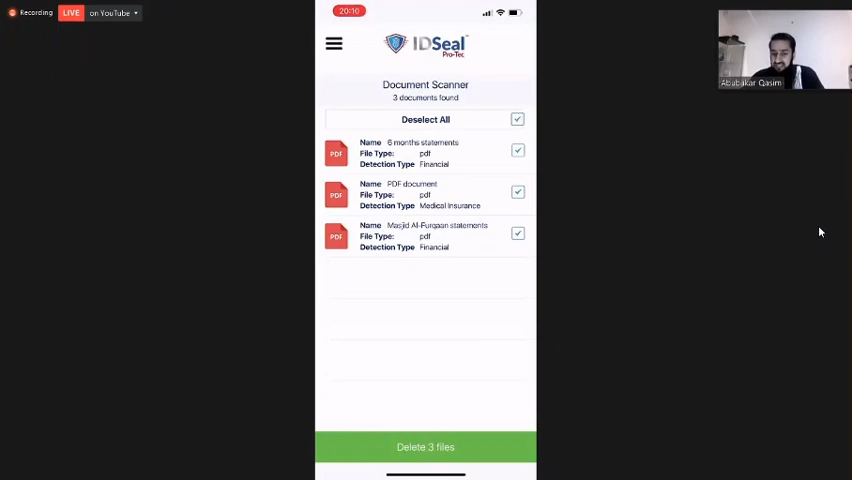 Recording
LIVE on YouTube
20:10
IDSeal
Pro-Tec
Document Scanner
3 documents found
Deselect All
PDF
Name 6 months statements
File Type: pdf
Detection Type Financial
PDF
Name PDF document
File Type: pdf
Detection Type Medical Insurance
PDF
Name Masjid Al-Furqaan statements
File Type: pdf
Detection Type Financial
Delete 3 files
Abubakar Qasim